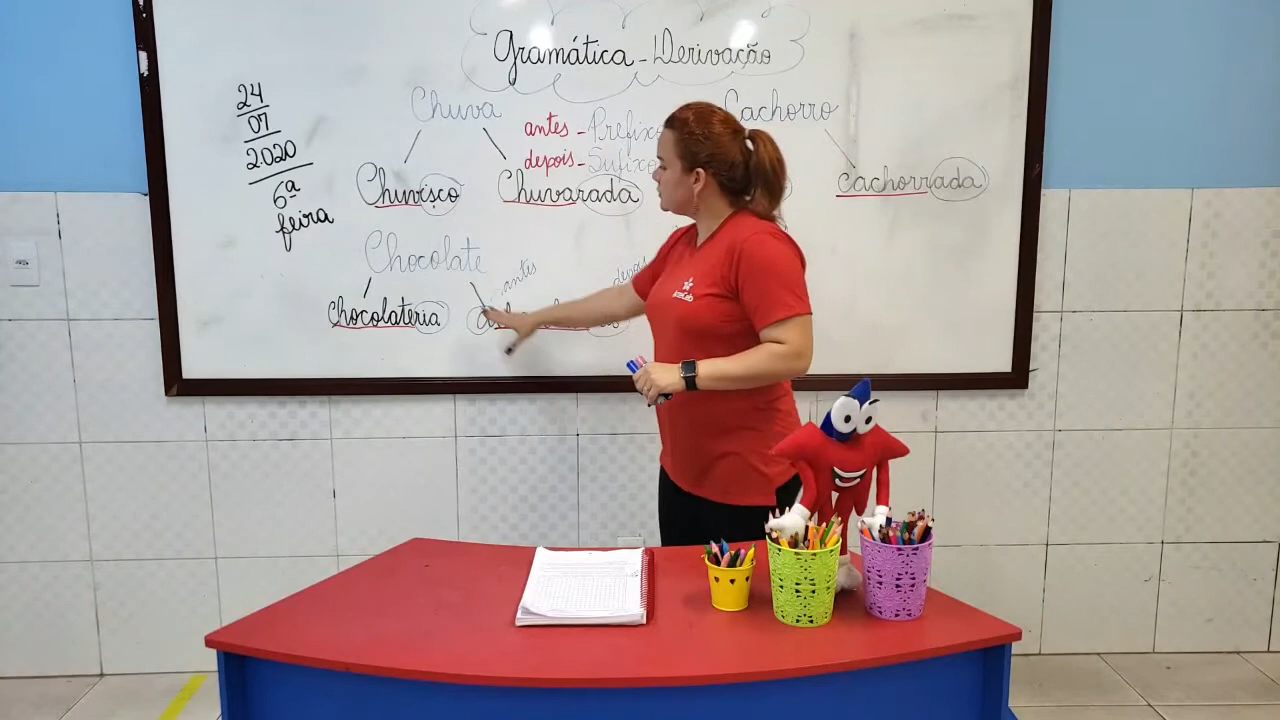 Gramática - Derivação
24
07
2020
6ª
feira
Chuva
antes - Prefixo
depois - Sufixo
Cachorro
Chuvisco
Chuvarada
cachorrada
Chocolate
antes
depois
Chocolateria